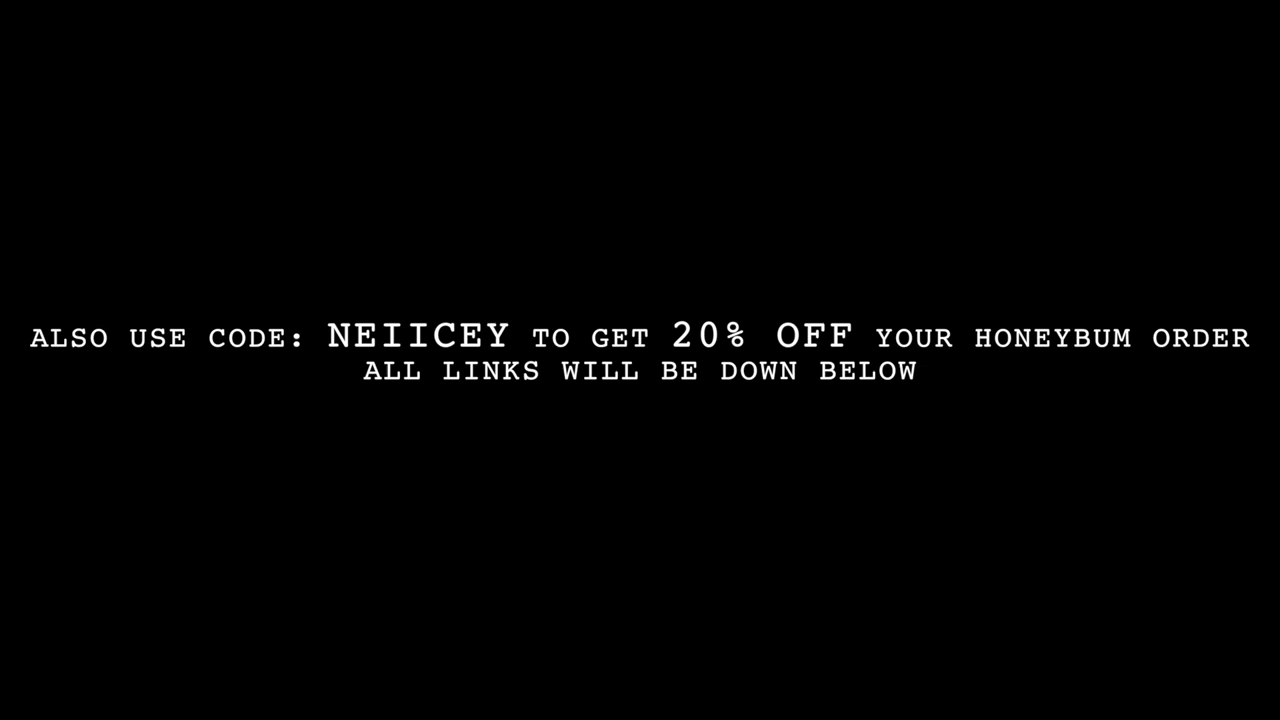 ALSO USE CODE: NEIICEY TO GET 20% OFF YOUR HONEYBUM ORDER
ALL LINKS WILL BE DOWN BELOW